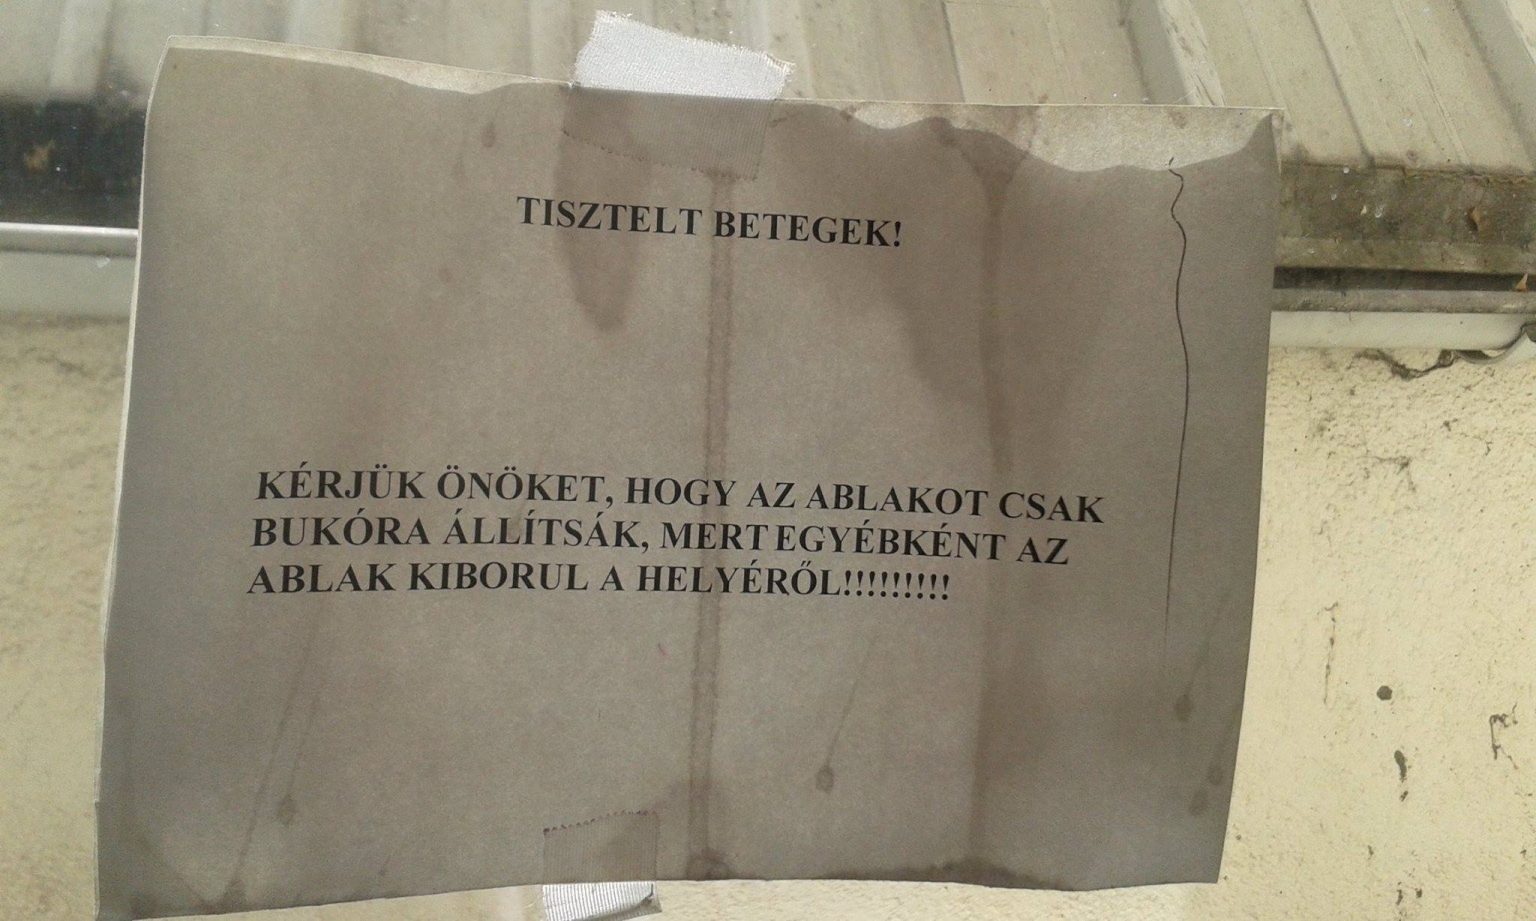 TISZTELT BETEGEK!
KÉRJÜK ÖNÖKET, HOGY AZ ABLAKOT CSAK
BUKÓRA ÁLLÍTSÁK, MERT EGYÉBKÉNT AZ
ABLAK KIBORUL A HELYÉRŐL!!!!!!!!!